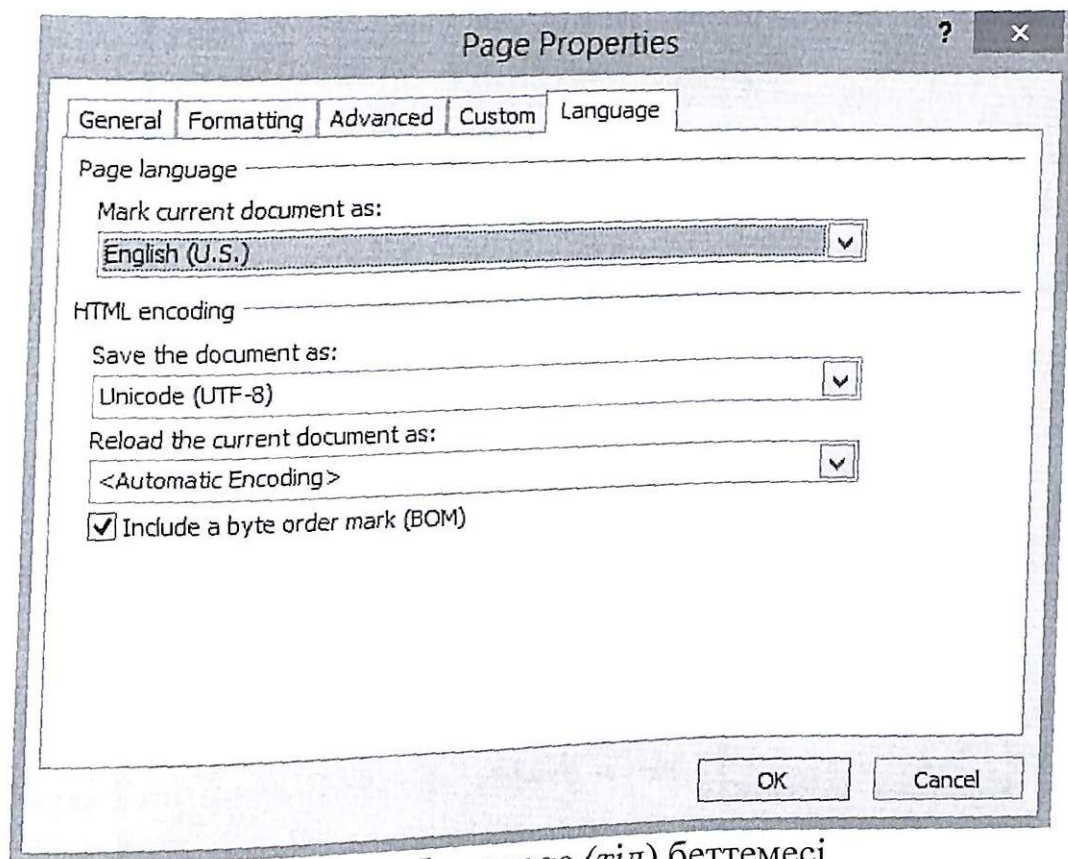 Page Properties ? ×
General Formatting Advanced Custom Language
Page language
Mark current document as:
English (U.S.)
HTML encoding
Save the document as:
Unicode (UTF-8)
Reload the current document as:
<Automatic Encoding>
Include a byte order mark (BOM)
OK Cancel
(тіл) беттемесі